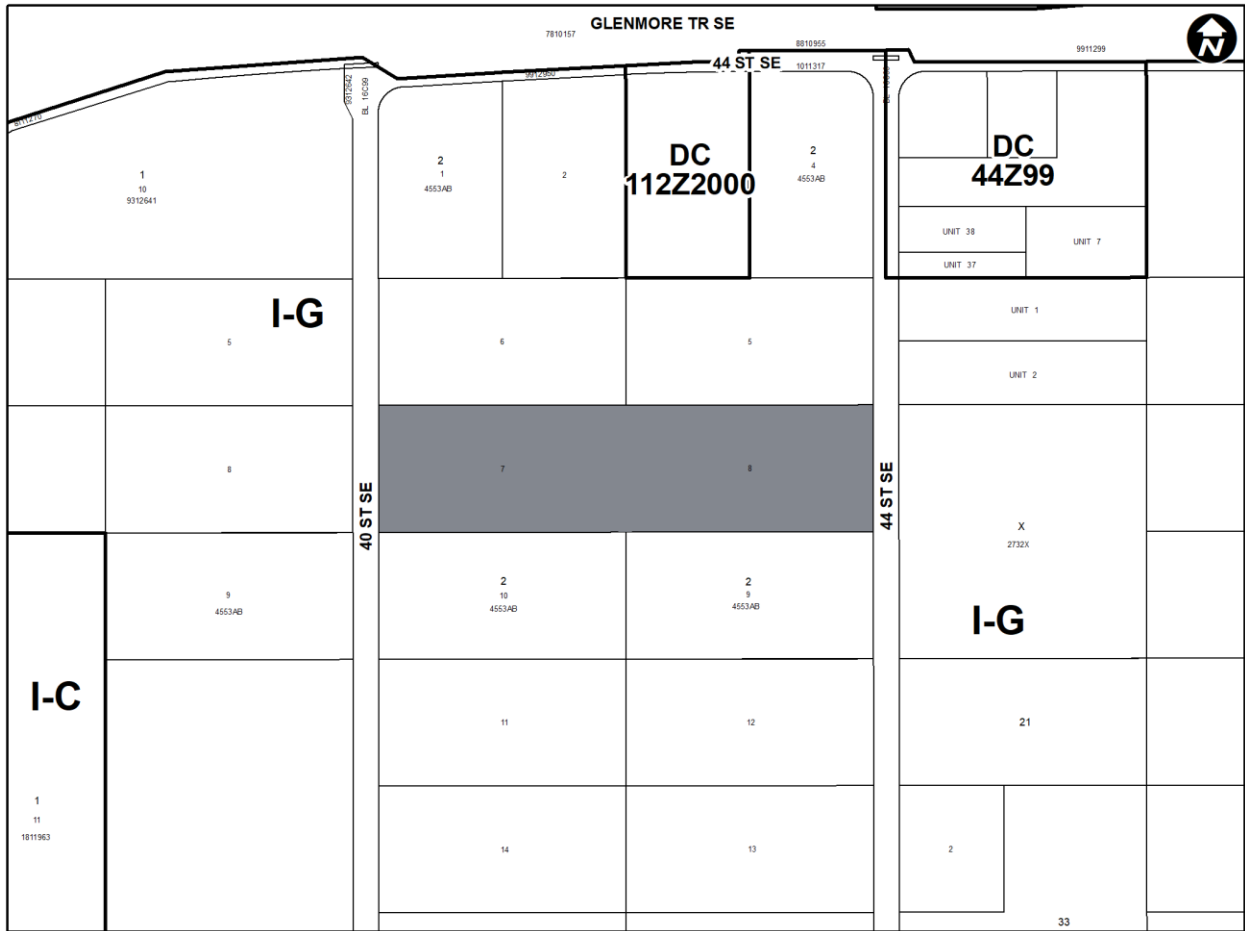 GLENMORE TR SE
7810157
N
8810955
9911299
44 ST SE
1011317
9912980
9312642
BL 16C99
8111270
1
10
9312641
2
1
4553AB
2
DC
112Z2000
2
4
4553AB
DC
44Z99
UNIT 38
UNIT 7
UNIT 37
I-G
5
6
5
UNIT 1
UNIT 2
8
7
8
40 ST SE
44 ST SE
X
2732X
9
4553AB
2
10
4553AB
2
9
4553AB
I-G
I-C
11
12
21
1
11
1811963
14
13
2
33